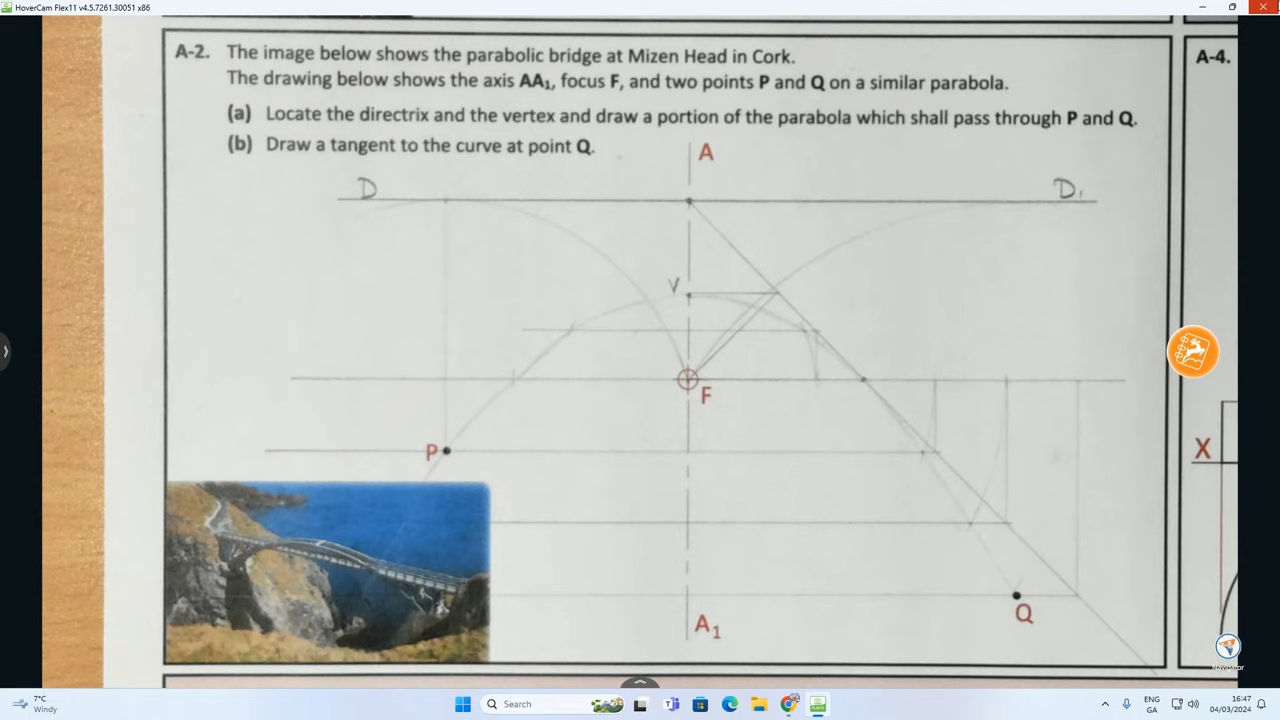 HoverCam Flex11 v4.5.7261.30051 x86
A-2. The image below shows the parabolic bridge at Mizen Head in Cork.
The drawing below shows the axis AA₁, focus F, and two points P and Q on a similar parabola.
(a) Locate the directrix and the vertex and draw a portion of the parabola which shall pass through P and Q.
(b) Draw a tangent to the curve at point Q.
A-4.
A
D
D₁
V
F
P
X
Q
A₁
Navigator
7°C
Windy
Search
ENG
GA
16:47
04/03/2024